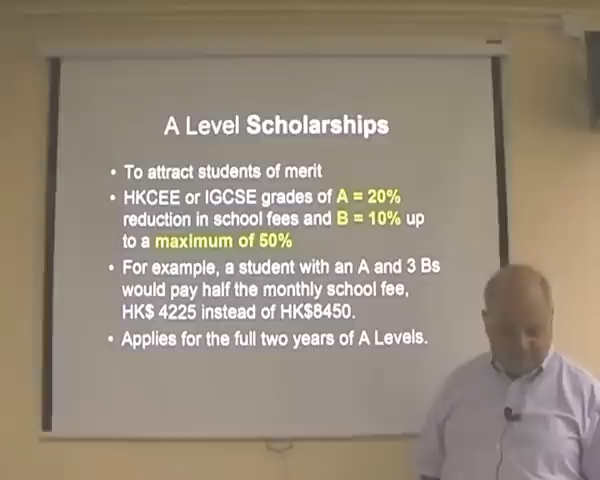 A Level Scholarships
• To attract students of merit
• HKCEE or IGCSE grades of A = 20%
reduction in school fees and B = 10% up
to a maximum of 50%
• For example, a student with an A and 3 Bs
would pay half the monthly school fee,
HK$ 4225 instead of HK$8450.
• Applies for the full two years of A Levels.